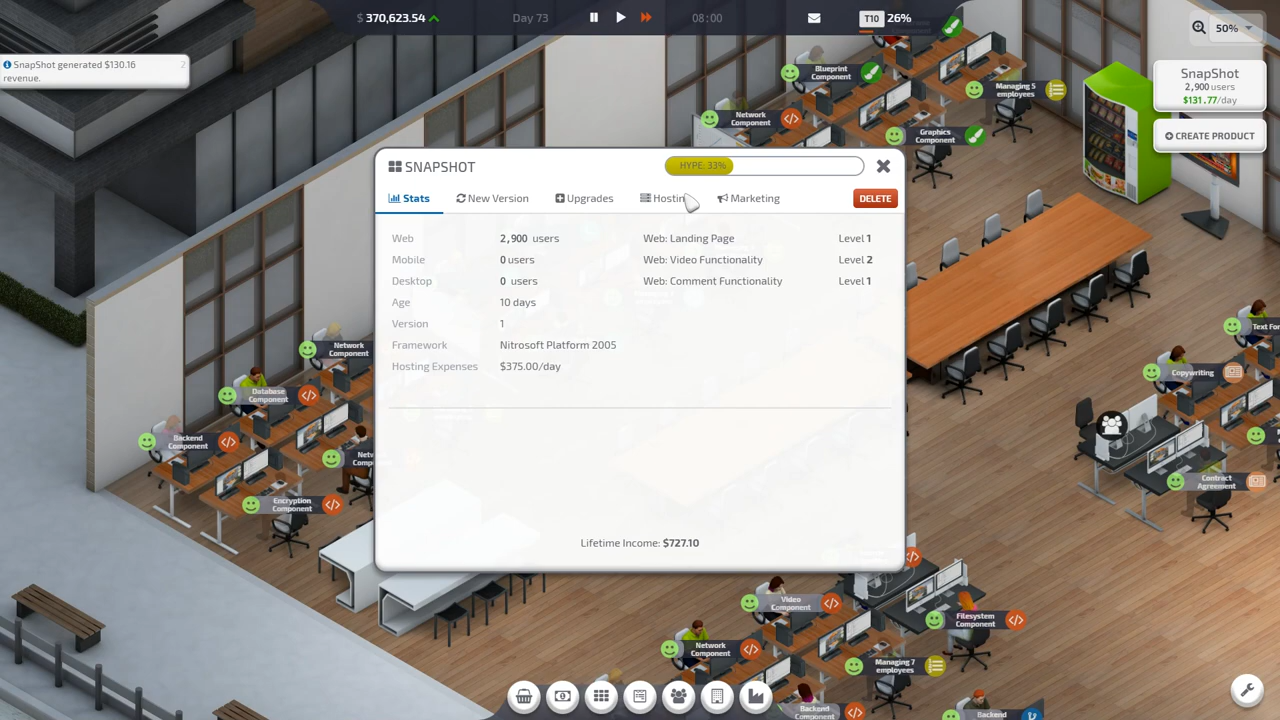 $ 370,623.54
Day 73
08:00
T10 26%
50%
SnapShot generated $130.16
revenue.
2
SnapShot
2,900 users
$131.77/day
CREATE PRODUCT
Blueprint
Component
Managing 5
employees
Network
Component
Graphics
Component
SNAPSHOT
HYPE: 33%
Stats
New Version
Upgrades
Hostin
Marketing
DELETE
Web 2,900 users
Mobile 0 users
Desktop 0 users
Age 10 days
Version 1
Framework Nitrosoft Platform 2005
Hosting Expenses $375.00/day
Web: Landing Page Level 1
Web: Video Functionality Level 2
Web: Comment Functionality Level 1
Lifetime Income: $727.10
Network
Component
Database
Component
Backend
Component
Netw
Comp
Encryption
Component
Text For
Copywriting
Contract
Agreement
Video
Component
Filesystem
Component
Network
Component
Managing 7
employees
Backend
Component
Backend